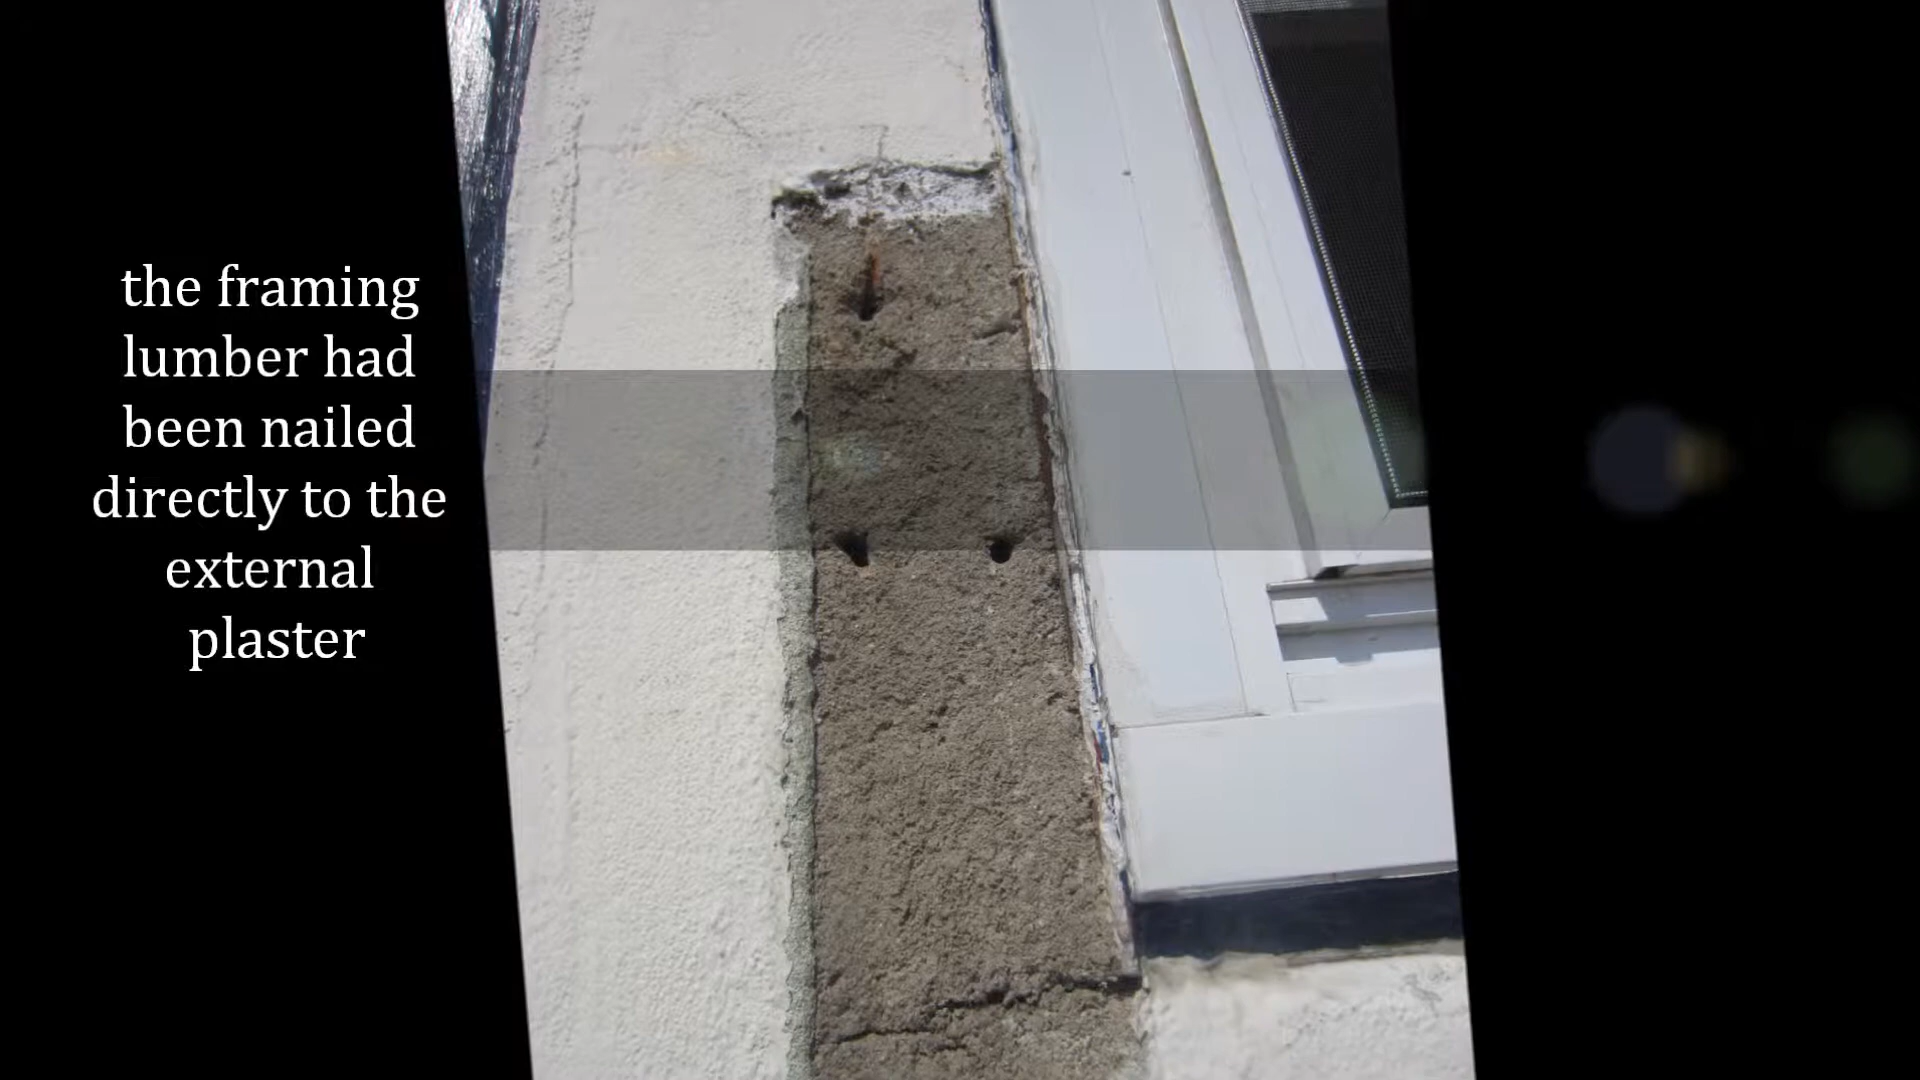 the framing
lumber had
been nailed
directly to the
external
plaster